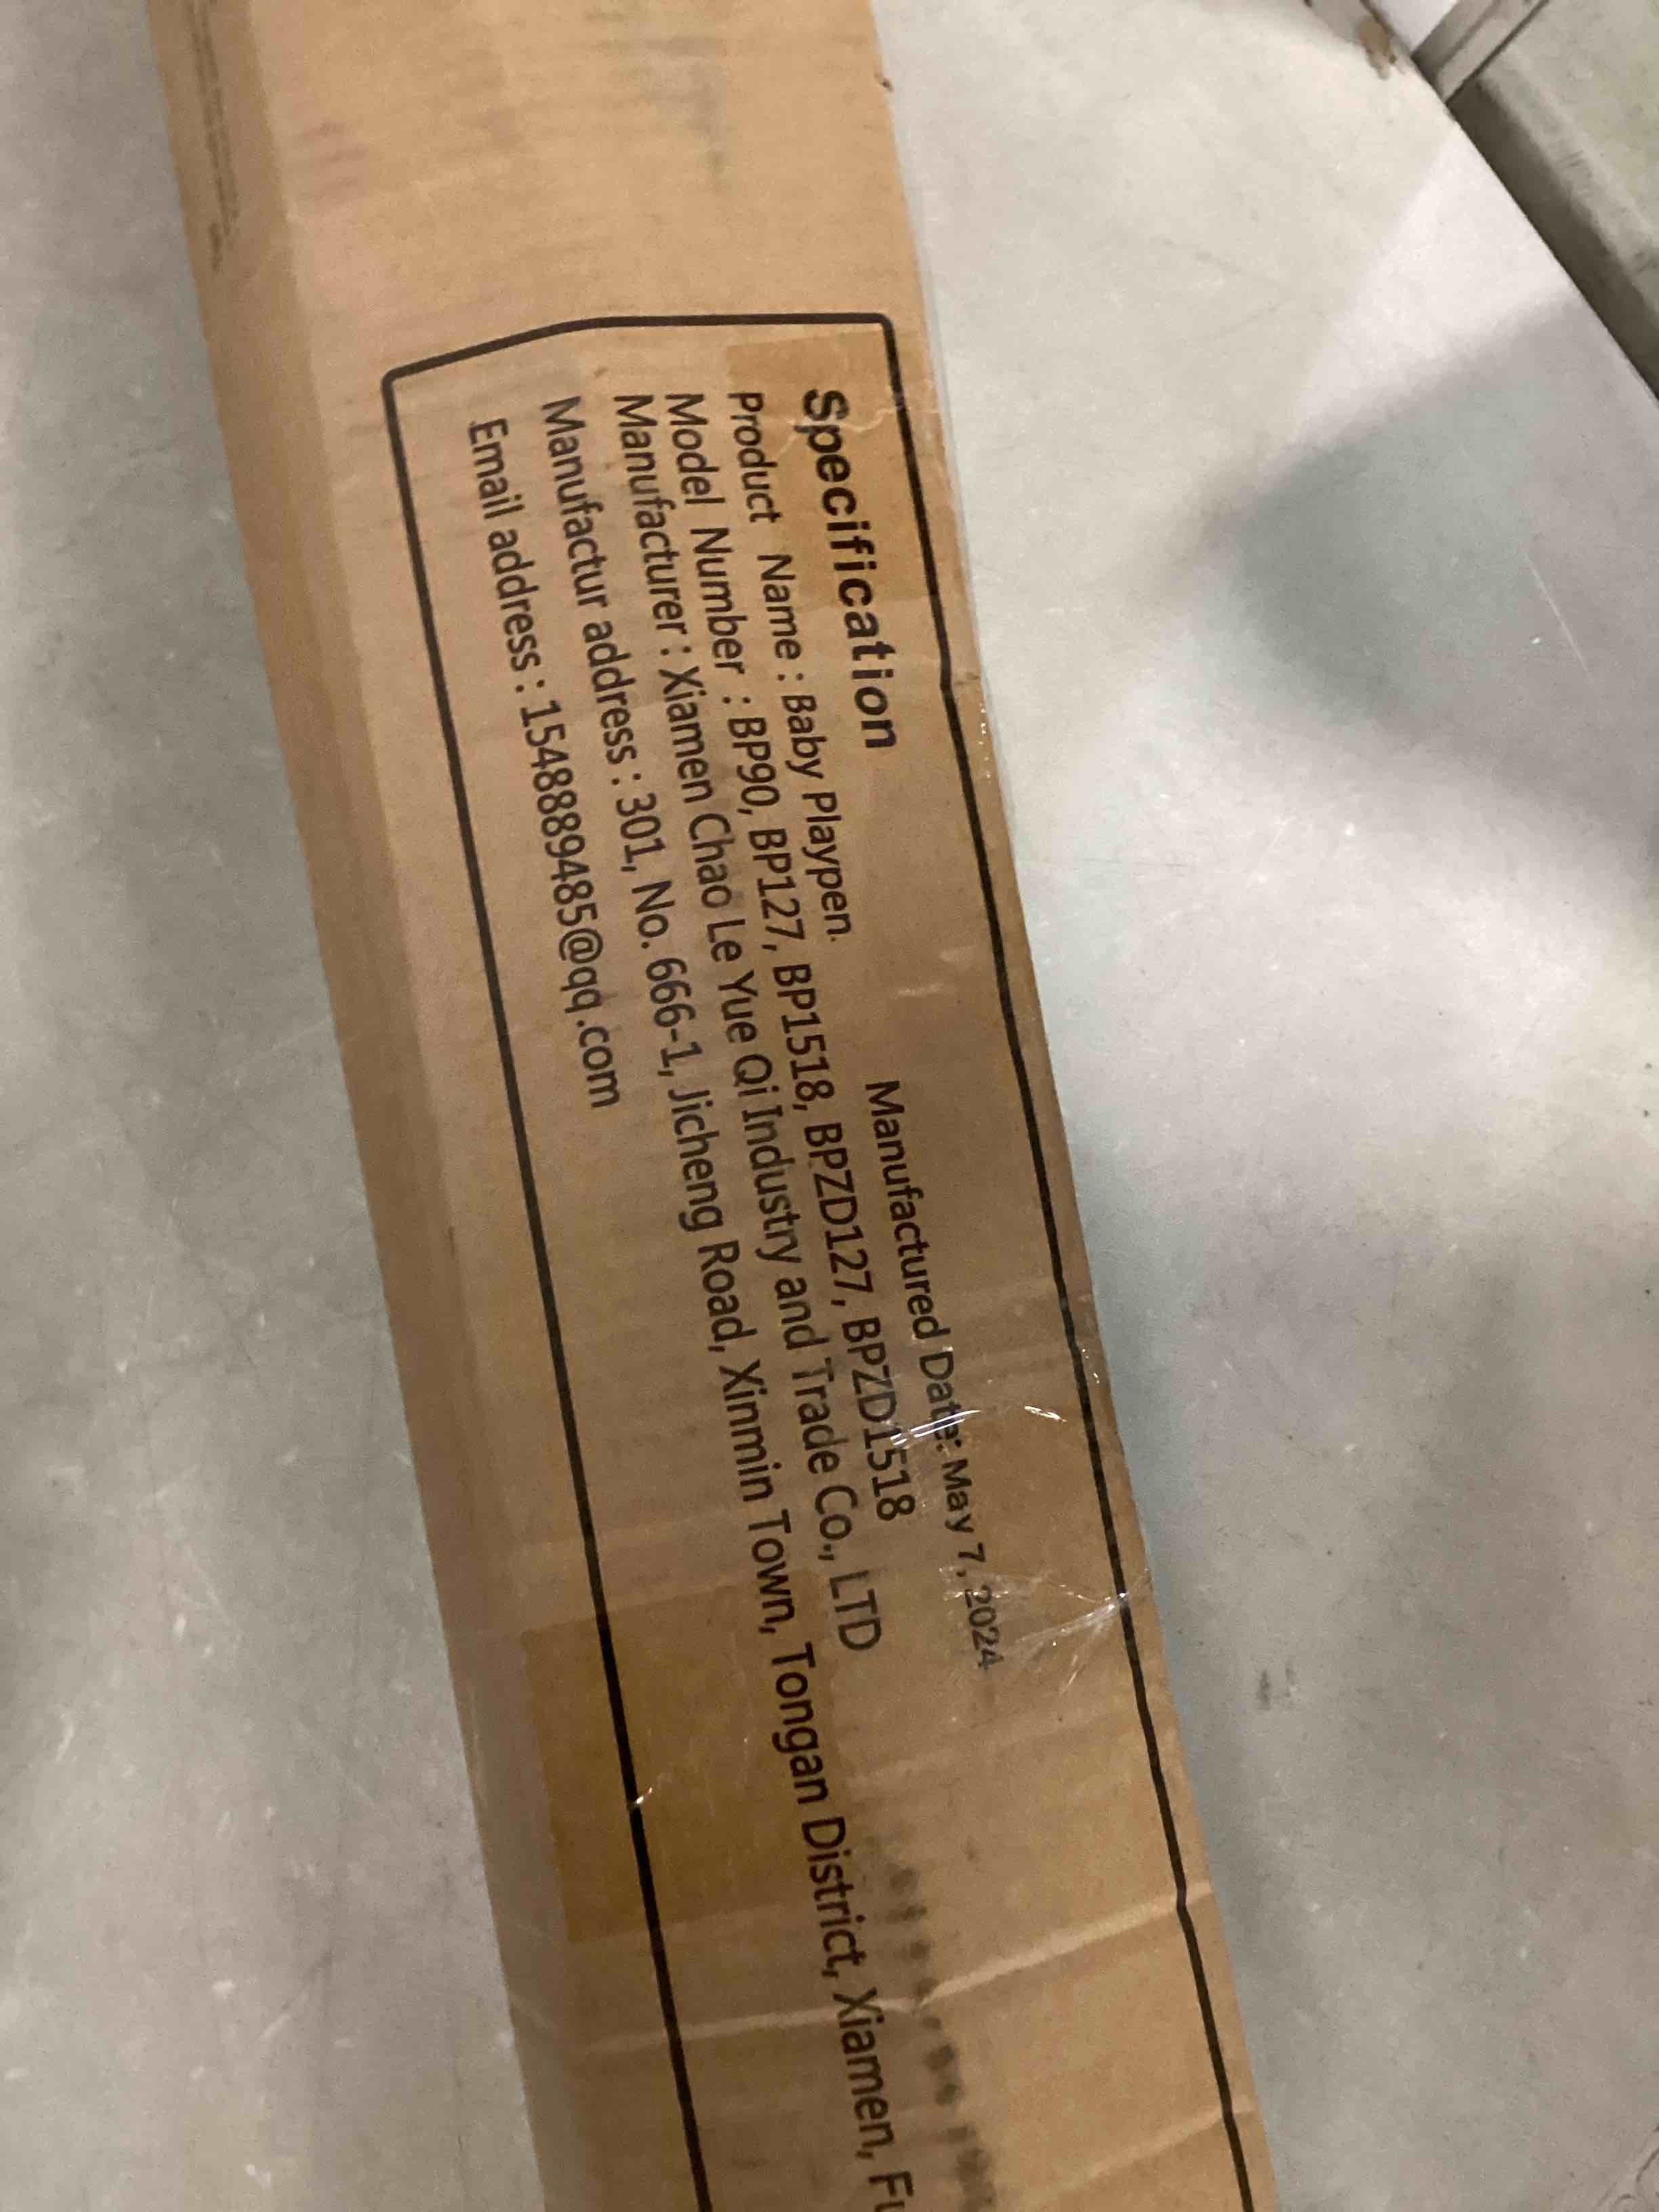 Specification
Manufactured Date: May 7, 2024
Product Name : Baby Playpen
Model Number : BP90, BP127, BP1518, BPZD127, BPZD1518
Manufacturer : Xiamen Chao Le Yue Qi Industry and Trade Co., LTD
Manufactur address : 301, No. 666-1, Jicheng Road, Xinmin Town, Tongan District, Xiamen,
Email address : 1548889485@qq.com